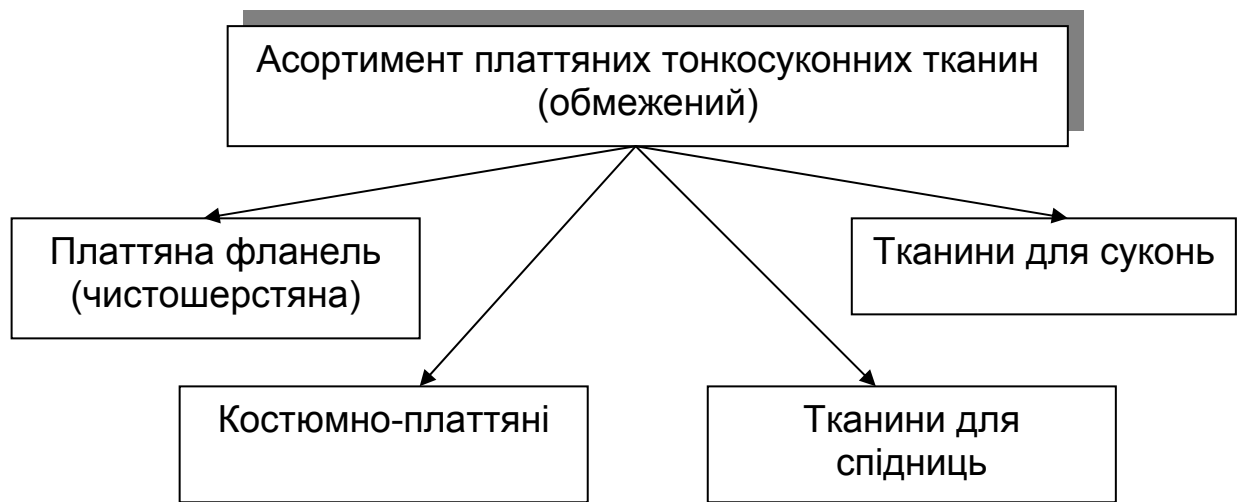 Асортимент платтяних тонкосуконних тканин
(обмежений)
Платтяна фланель
(чистошерстяна)
Тканини для суконь
Костюмно-платтяні
Тканини для
спідниць